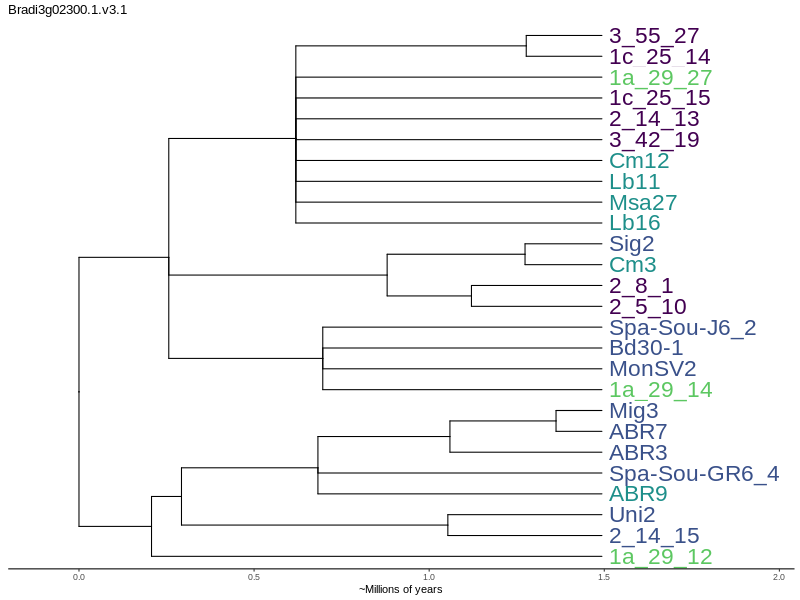 Bradi3g02300.1.v3.1
3_55_27
1c_25_14
1a_29_27
1c_25_15
2_14_13
3_42_19
Cm12
Lb11
Msa27
Lb16
Sig2
Cm3
2_8_1
2_5_10
Spa-Sou-J6_2
Bd30-1
MonSV2
1a_29_14
Mig3
ABR7
ABR3
Spa-Sou-GR6_4
ABR9
Uni2
2_14_15
1a_29_12
0.0 0.5 1.0 1.5 2.0
~Millions of years